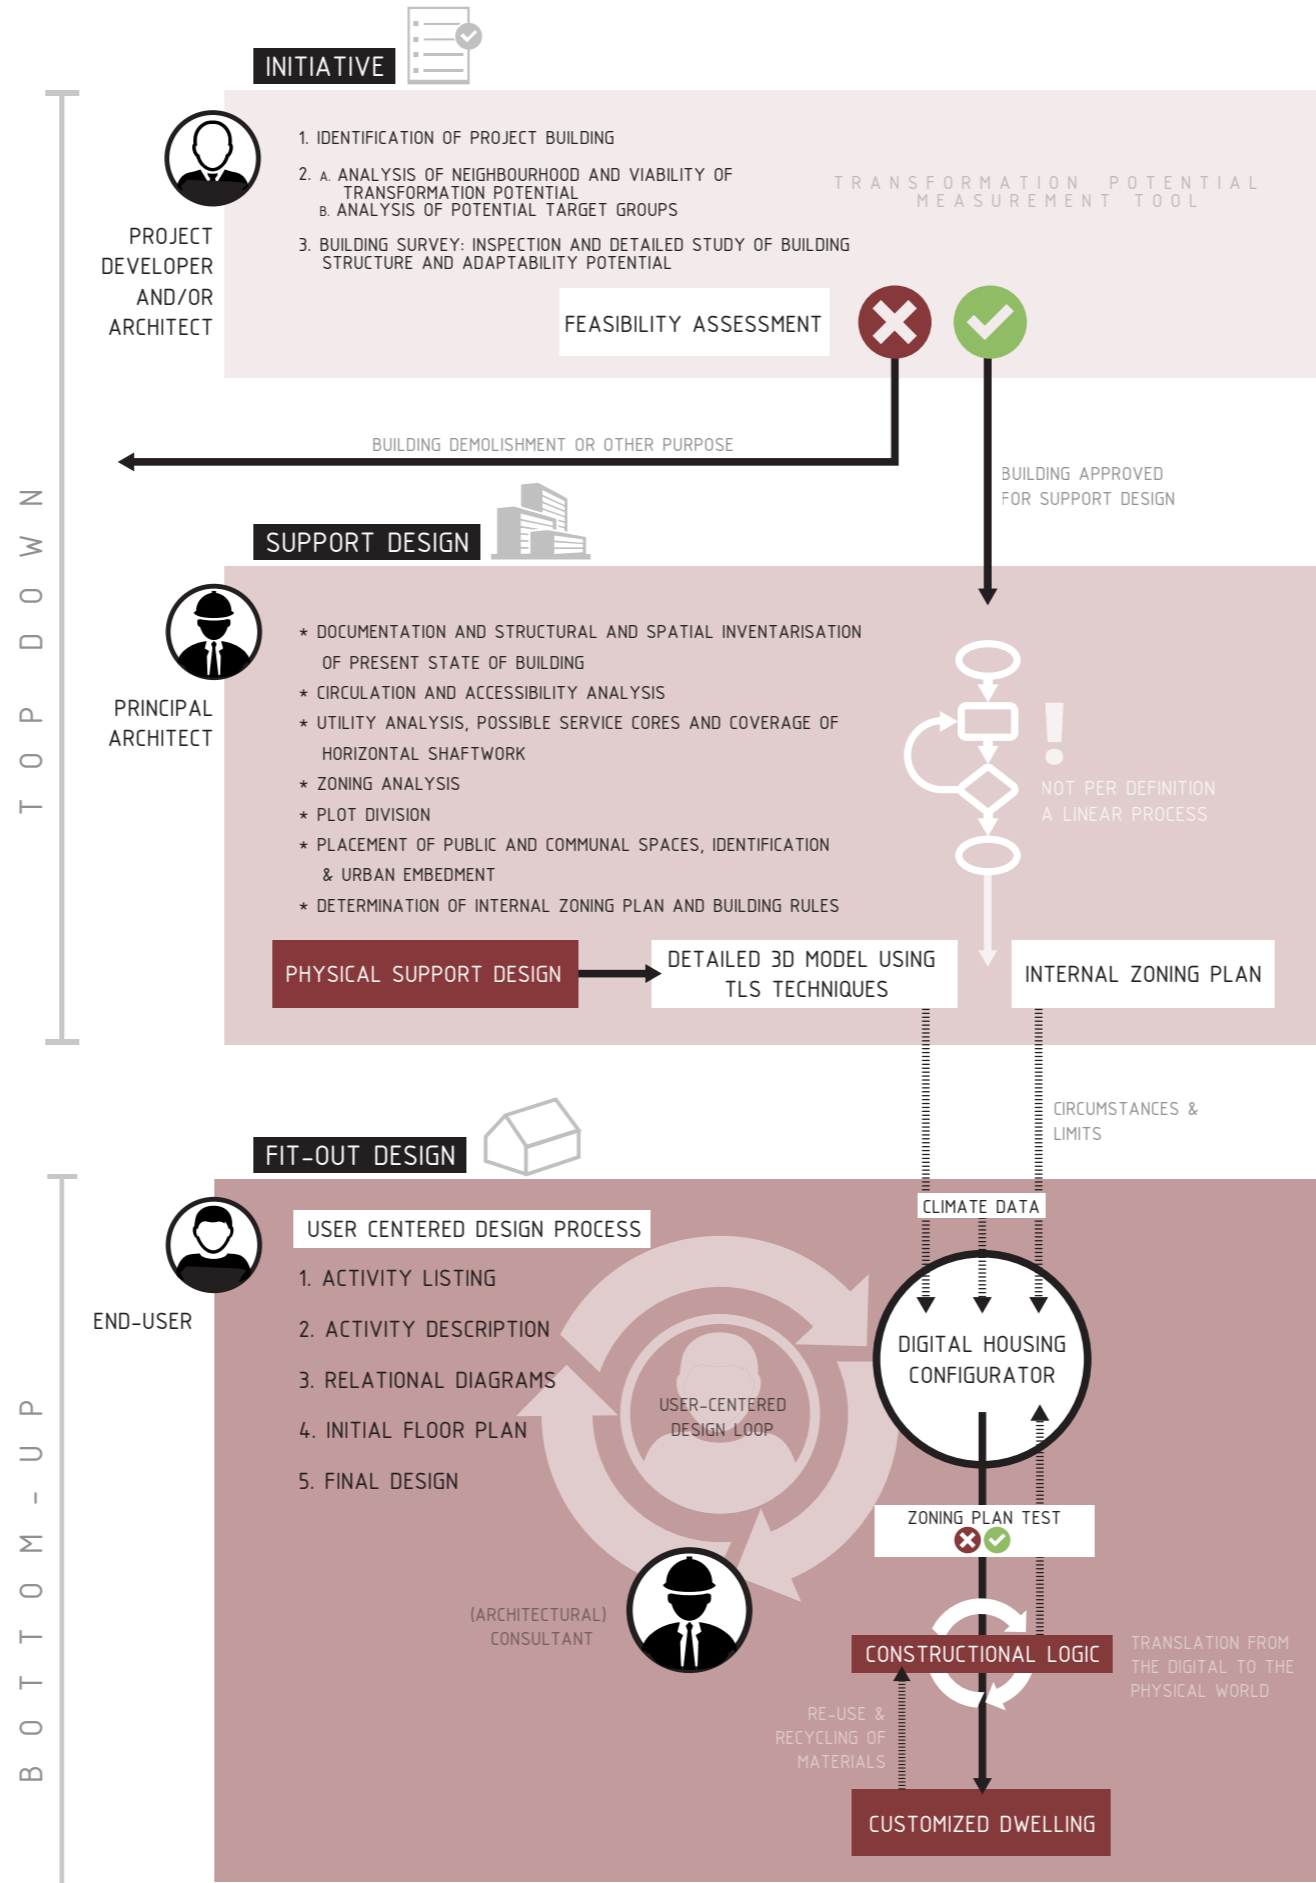 INITIATIVE
PROJECT
DEVELOPER
AND/OR
ARCHITECT
1. IDENTIFICATION OF PROJECT BUILDING
2. A. ANALYSIS OF NEIGHBOURHOOD AND VIABILITY OF
TRANSFORMATION POTENTIAL
B. ANALYSIS OF POTENTIAL TARGET GROUPS
3. BUILDING SURVEY: INSPECTION AND DETAILED STUDY OF BUILDING
STRUCTURE AND ADAPTABILITY POTENTIAL
TRANSFORMATION POTENTIAL
MEASUREMENT TOOL
FEASIBILITY ASSESSMENT
BUILDING DEMOLISHMENT OR OTHER PURPOSE
BUILDING APPROVED
FOR SUPPORT DESIGN
TOP DOWN
SUPPORT DESIGN
PRINCIPAL
ARCHITECT
* DOCUMENTATION AND STRUCTURAL AND SPATIAL INVENTARISATION
OF PRESENT STATE OF BUILDING
* CIRCULATION AND ACCESSIBILITY ANALYSIS
* UTILITY ANALYSIS, POSSIBLE SERVICE CORES AND COVERAGE OF
HORIZONTAL SHAFTWORK
* ZONING ANALYSIS
* PLOT DIVISION
* PLACEMENT OF PUBLIC AND COMMUNAL SPACES, IDENTIFICATION
& URBAN EMBEDMENT
* DETERMINATION OF INTERNAL ZONING PLAN AND BUILDING RULES
!
NOT PER DEFINITION
A LINEAR PROCESS
PHYSICAL SUPPORT DESIGN
DETAILED 3D MODEL USING
TLS TECHNIQUES
INTERNAL ZONING PLAN
CIRCUMSTANCES &
LIMITS
BOTTOM-UP
FIT-OUT DESIGN
END-USER
USER CENTERED DESIGN PROCESS
1. ACTIVITY LISTING
2. ACTIVITY DESCRIPTION
3. RELATIONAL DIAGRAMS
4. INITIAL FLOOR PLAN
5. FINAL DESIGN
USER-CENTERED
DESIGN LOOP
CLIMATE DATA
DIGITAL HOUSING
CONFIGURATOR
ZONING PLAN TEST
(ARCHITECTURAL)
CONSULTANT
CONSTRUCTIONAL LOGIC
TRANSLATION FROM
THE DIGITAL TO THE
PHYSICAL WORLD
RE-USE &
RECYCLING OF
MATERIALS
CUSTOMIZED DWELLING